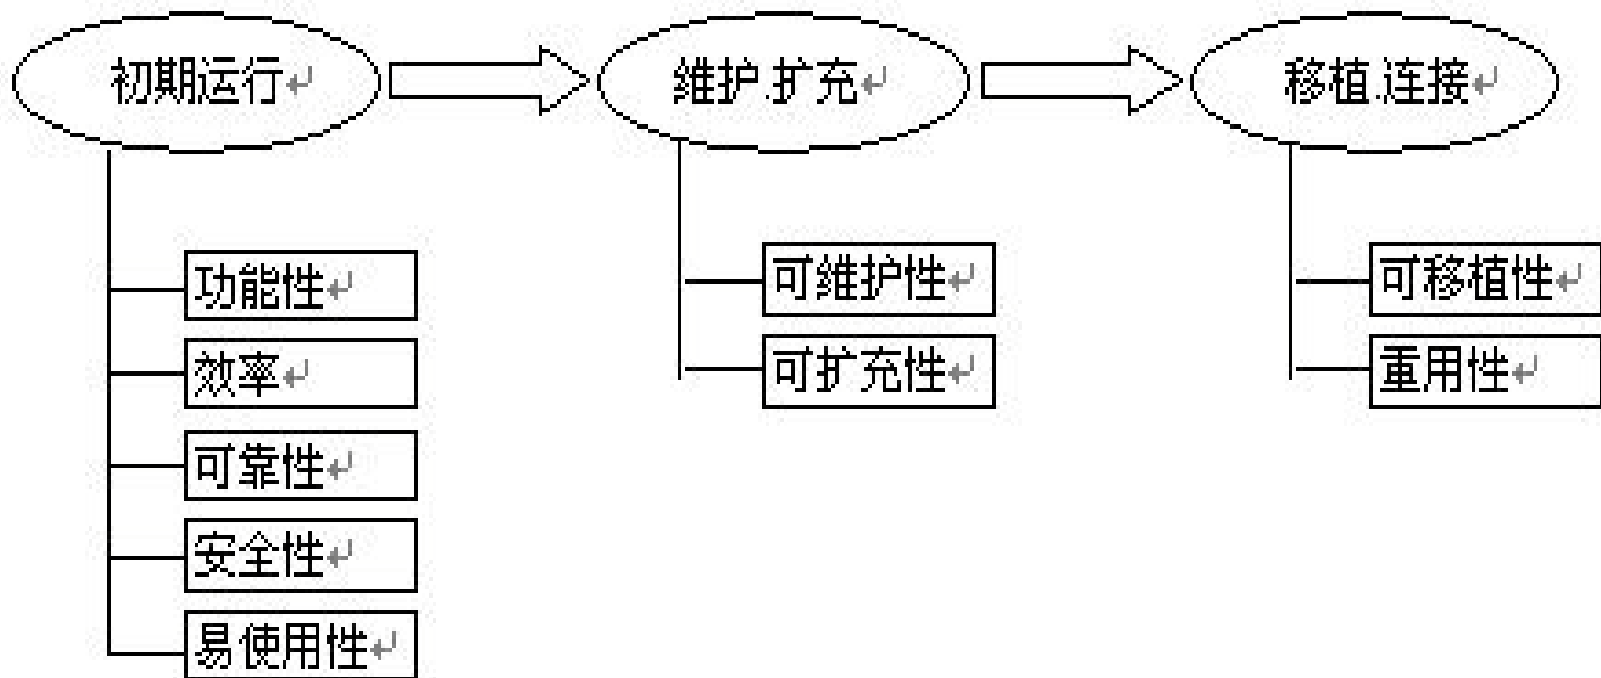 初期运行
维护.扩充
移植.连接
功能性
效率
可靠性
安全性
易使用性
可维护性
可扩充性
可移植性
重用性